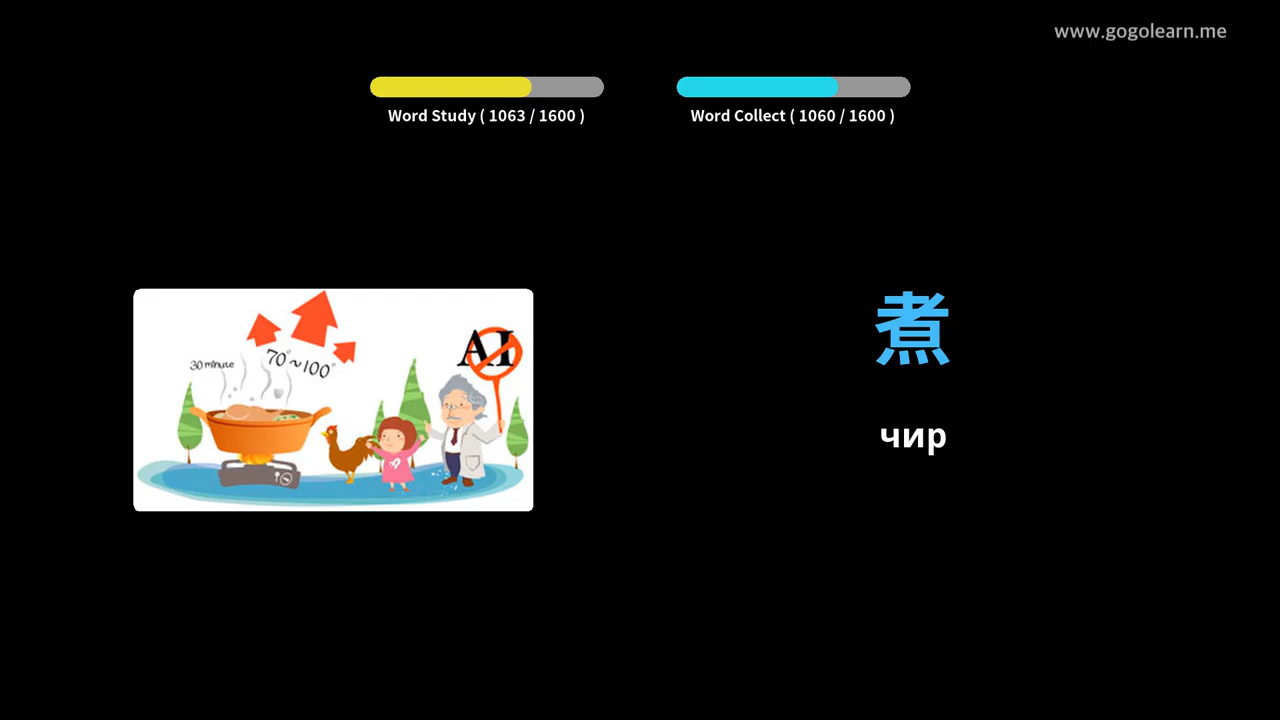 www.gogolearn.me
Word Study ( 1063 / 1600 )
Word Collect ( 1060 / 1600 )
30 minute
70°~100°
AI
煮
чир